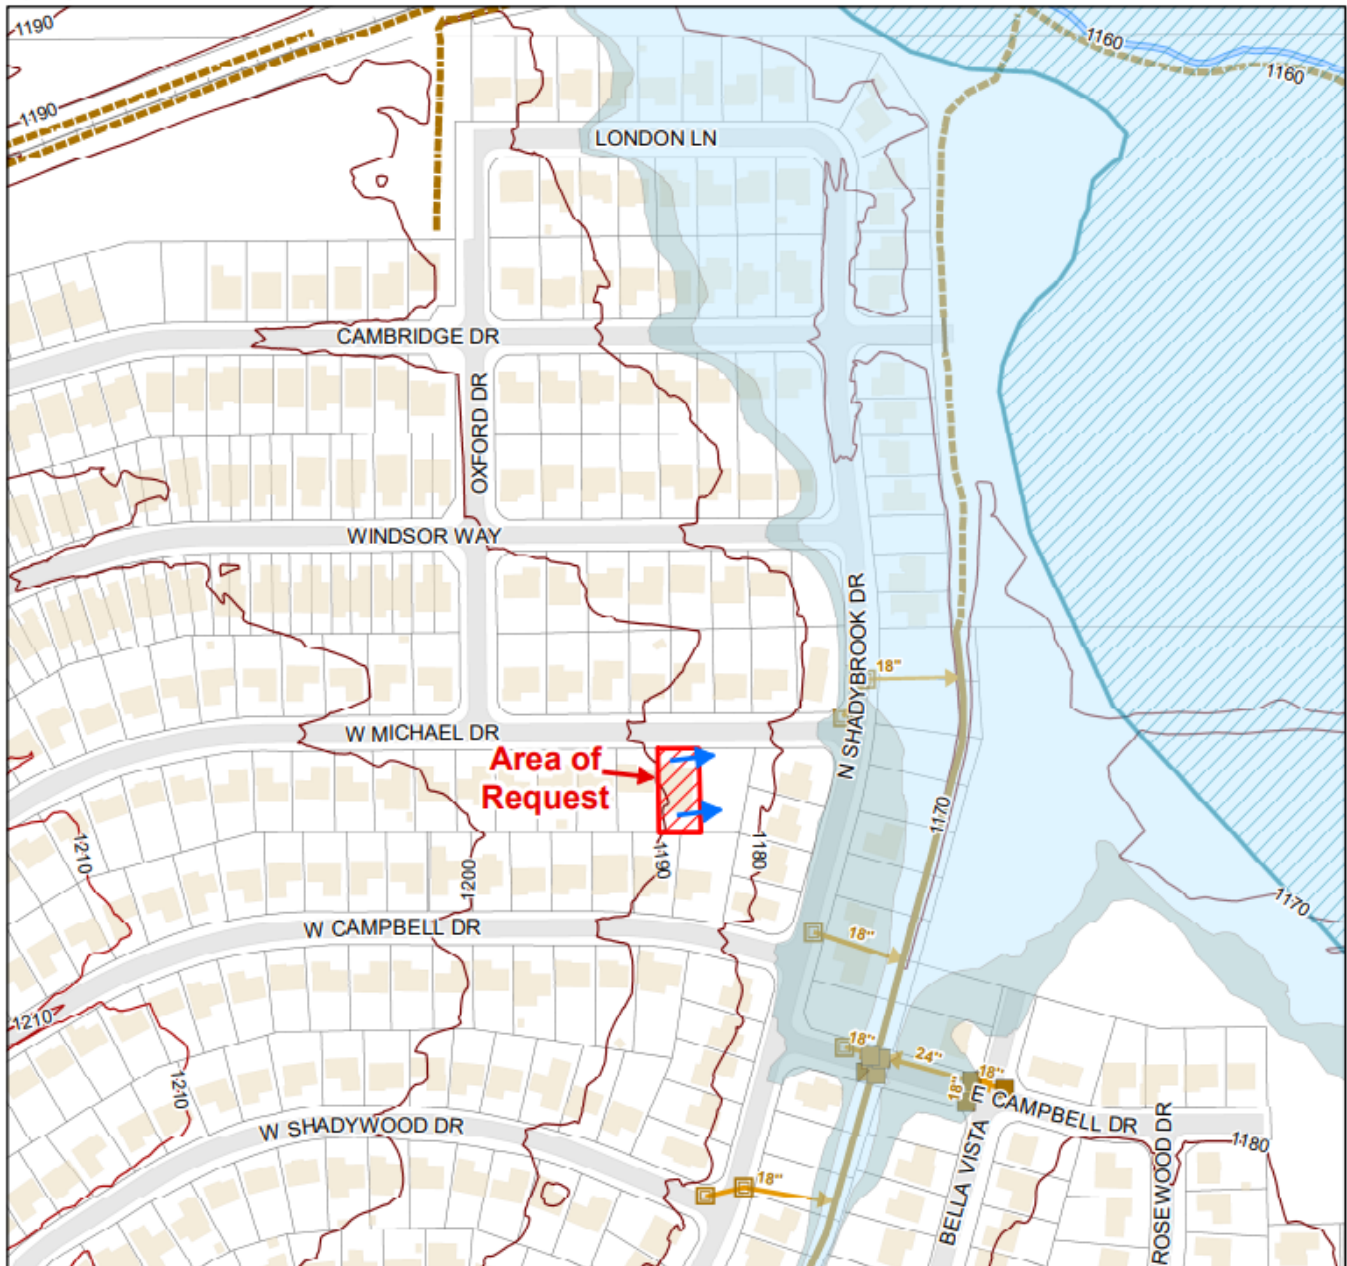 1190
1160
1160
1190
LONDON LN
CAMBRIDGE DR
OXFORD DR
WINDSOR WAY
N SHADYBROOK DR
18"
W MICHAEL DR
Area of
Request
1170
1210
1200
1190
1180
1170
W CAMPBELL DR
18"
1210
18"
24"
18"
18"
1210
E CAMPBELL DR
W SHADYWOOD DR
BELLA VISTA
ROSEWOOD DR
1180
18"